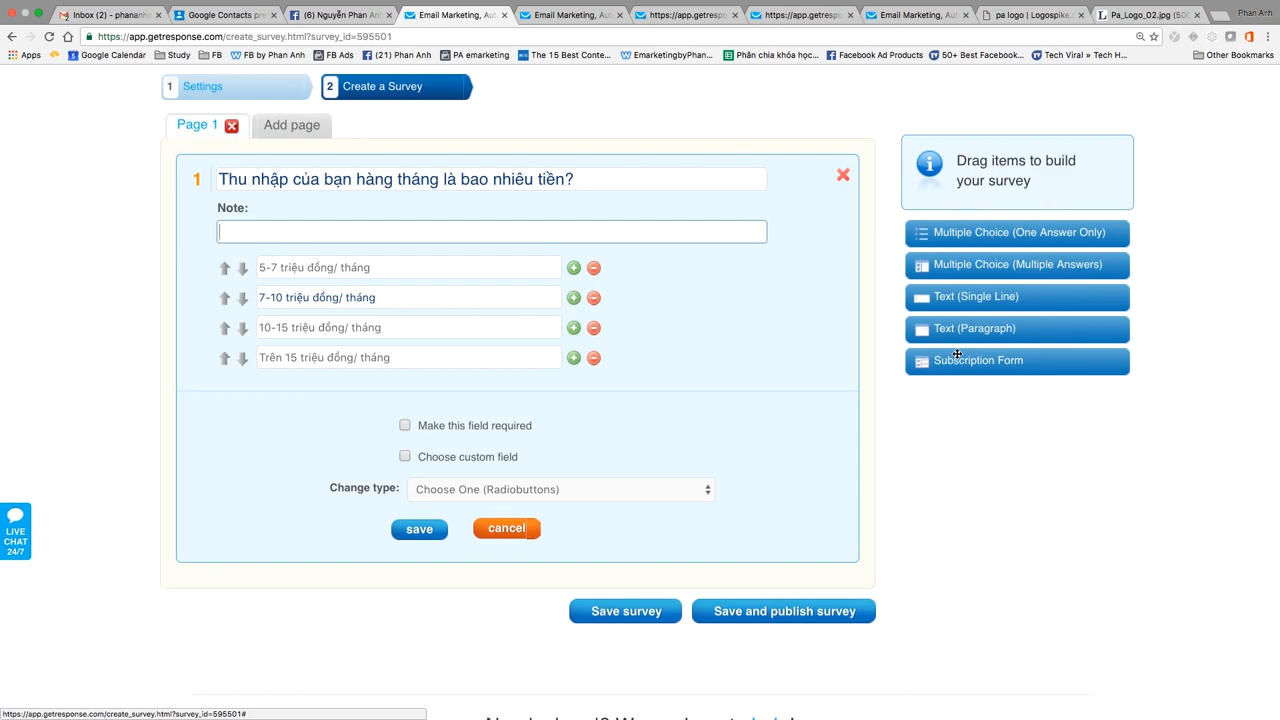 Inbox (2) - phananh
Google Contacts pre
(6) Nguyễn Phan Anh
Email Marketing, Aut
Email Marketing, Aut
https://app.getrespo
https://app.getrespo
Email Marketing, Aut
pa logo | Logospike.c
Pa_Logo_02.jpg (500
Phan Anh
https://app.getresponse.com/create_survey.html?survey_id=595501
Apps
Google Calendar
Study
FB
FB by Phan Anh
FB Ads
(21) Phan Anh
PA emarketing
The 15 Best Conte...
EmarketingbyPhan...
Phân chia khóa học...
Facebook Ad Products
50+ Best Facebook...
Tech Viral » Tech H...
Other Bookmarks
1 Settings
2 Create a Survey
Page 1
Add page
1 Thu nhập của bạn hàng tháng là bao nhiêu tiền?
Note:
5-7 triệu đồng/ tháng
7-10 triệu đồng/ tháng
10-15 triệu đồng/ tháng
Trên 15 triệu đồng/ tháng
Make this field required
Choose custom field
Change type: Choose One (Radiobuttons)
save
cancel
Save survey
Save and publish survey
Drag items to build
your survey
Multiple Choice (One Answer Only)
Multiple Choice (Multiple Answers)
Text (Single Line)
Text (Paragraph)
Subscription Form
LIVE
CHAT
24/7
https://app.getresponse.com/create_survey.html?survey_id=595501#